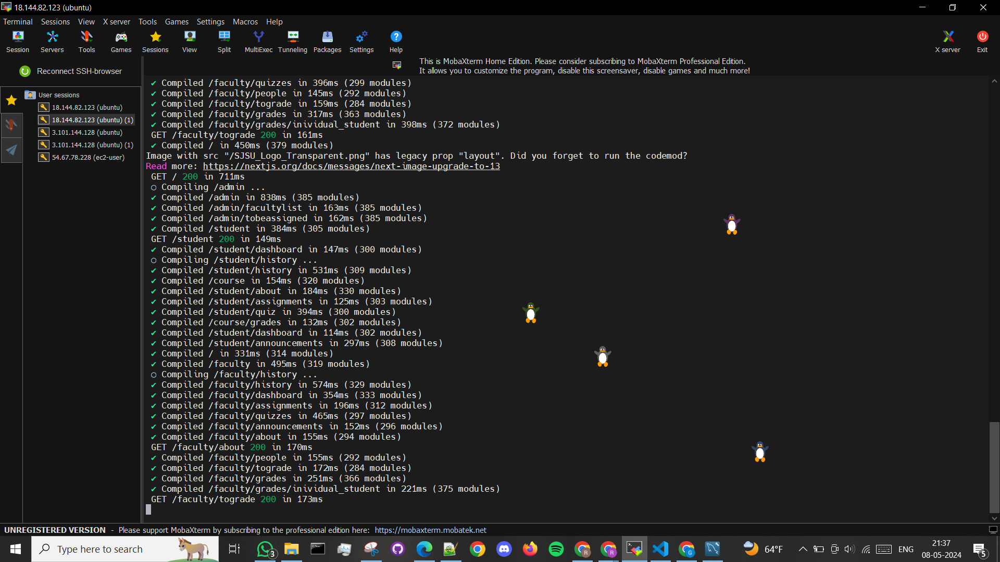 18.144.82.123 (ubuntu)
Terminal Sessions View X server Tools Games Settings Macros Help
Session Servers Tools Games Sessions View Split MultiExec Tunneling Packages Settings Help X server Exit
This is MobaXterm Home Edition. Please consider subscribing to MobaXterm Professional Edition.
It allows you to customize the program, disable this screensaver, disable games and much more!
Reconnect SSH-browser
User sessions
18.144.82.123 (ubuntu)
18.144.82.123 (ubuntu) (1)
3.101.144.128 (ubuntu)
3.101.144.128 (ubuntu) (1)
54.67.78.228 (ec2-user)
✔ Compiled /faculty/quizzes in 396ms (299 modules)
✔ Compiled /faculty/people in 145ms (292 modules)
✔ Compiled /faculty/tograde in 159ms (284 modules)
✔ Compiled /faculty/grades in 317ms (363 modules)
✔ Compiled /faculty/grades/inividual_student in 398ms (372 modules)
GET /faculty/tograde 200 in 161ms
✔ Compiled / in 450ms (379 modules)
Image with src "/SJSU_Logo_Transparent.png" has legacy prop "layout". Did you forget to run the codemod?
Read more: https://nextjs.org/docs/messages/next-image-upgrade-to-13
GET / 200 in 711ms
○ Compiling /admin ...
✔ Compiled /admin in 838ms (385 modules)
✔ Compiled /admin/facultylist in 163ms (385 modules)
✔ Compiled /admin/tobeassigned in 162ms (385 modules)
✔ Compiled /student in 384ms (305 modules)
GET /student 200 in 149ms
✔ Compiled /student/dashboard in 147ms (300 modules)
○ Compiling /student/history ...
✔ Compiled /student/history in 531ms (309 modules)
✔ Compiled /course in 154ms (320 modules)
✔ Compiled /student/about in 184ms (330 modules)
✔ Compiled /student/assignments in 125ms (303 modules)
✔ Compiled /student/quiz in 394ms (300 modules)
✔ Compiled /course/grades in 132ms (302 modules)
✔ Compiled /student/dashboard in 114ms (302 modules)
✔ Compiled /student/announcements in 297ms (308 modules)
✔ Compiled / in 331ms (314 modules)
✔ Compiled /faculty in 495ms (319 modules)
○ Compiling /faculty/history ...
✔ Compiled /faculty/history in 574ms (329 modules)
✔ Compiled /faculty/dashboard in 354ms (333 modules)
✔ Compiled /faculty/assignments in 196ms (312 modules)
✔ Compiled /faculty/quizzes in 465ms (297 modules)
✔ Compiled /faculty/announcements in 152ms (296 modules)
✔ Compiled /faculty/about in 155ms (294 modules)
GET /faculty/about 200 in 170ms
✔ Compiled /faculty/people in 155ms (292 modules)
✔ Compiled /faculty/tograde in 172ms (284 modules)
✔ Compiled /faculty/grades in 251ms (366 modules)
✔ Compiled /faculty/grades/inividual_student in 221ms (375 modules)
GET /faculty/tograde 200 in 173ms
UNREGISTERED VERSION - Please support MobaXterm by subscribing to the professional edition here: https://mobaxterm.mobatek.net
Type here to search
3
R
R
G
64°F
ENG
21:37
08-05-2024
5